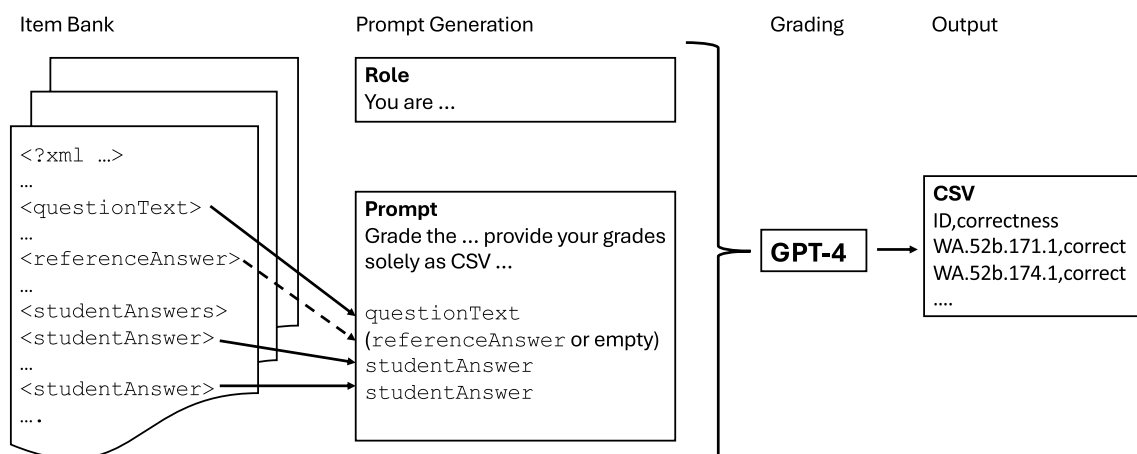 Item Bank
Prompt Generation
Grading
Output
<?xml …>
…
<questionText>
…
<referenceAnswer>
…
<studentAnswers>
<studentAnswer>
…
<studentAnswer>
….
Role
You are ...
Prompt
Grade the ... provide your grades
solely as CSV ...
questionText
(referenceAnswer or empty)
studentAnswer
studentAnswer
GPT-4
CSV
ID,correctness
WA.52b.171.1,correct
WA.52b.174.1,correct
....